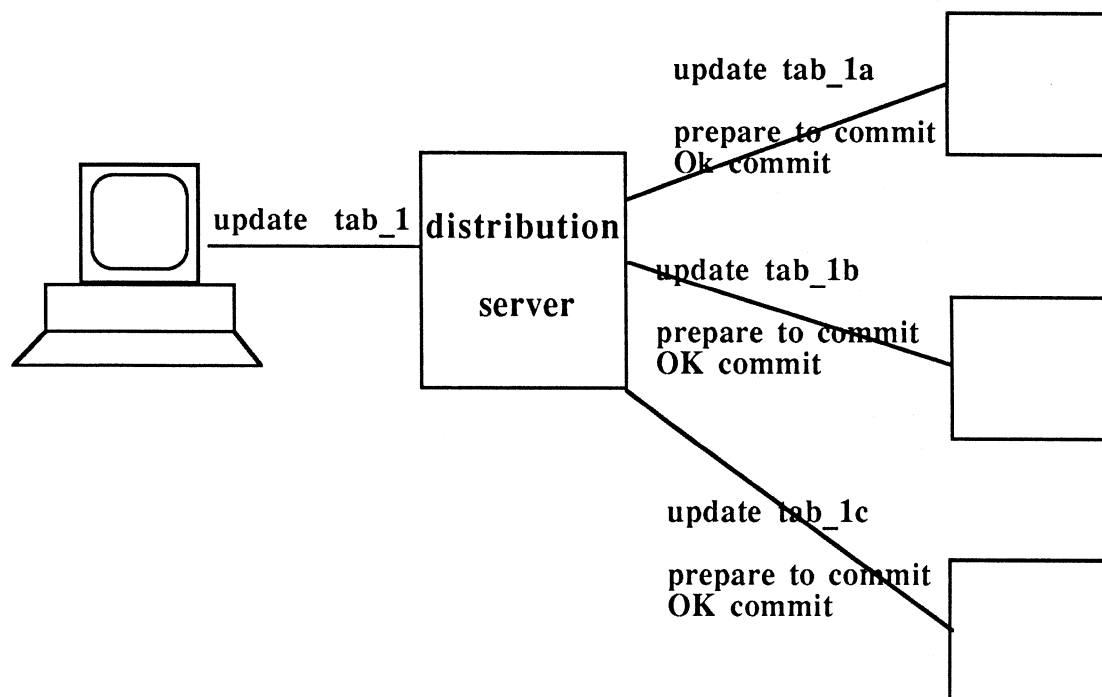 update tab_1a
prepare to commit
Ok commit
update tab_1
distribution
server
update tab_1b
prepare to commit
OK commit
update tab_1c
prepare to commit
OK commit